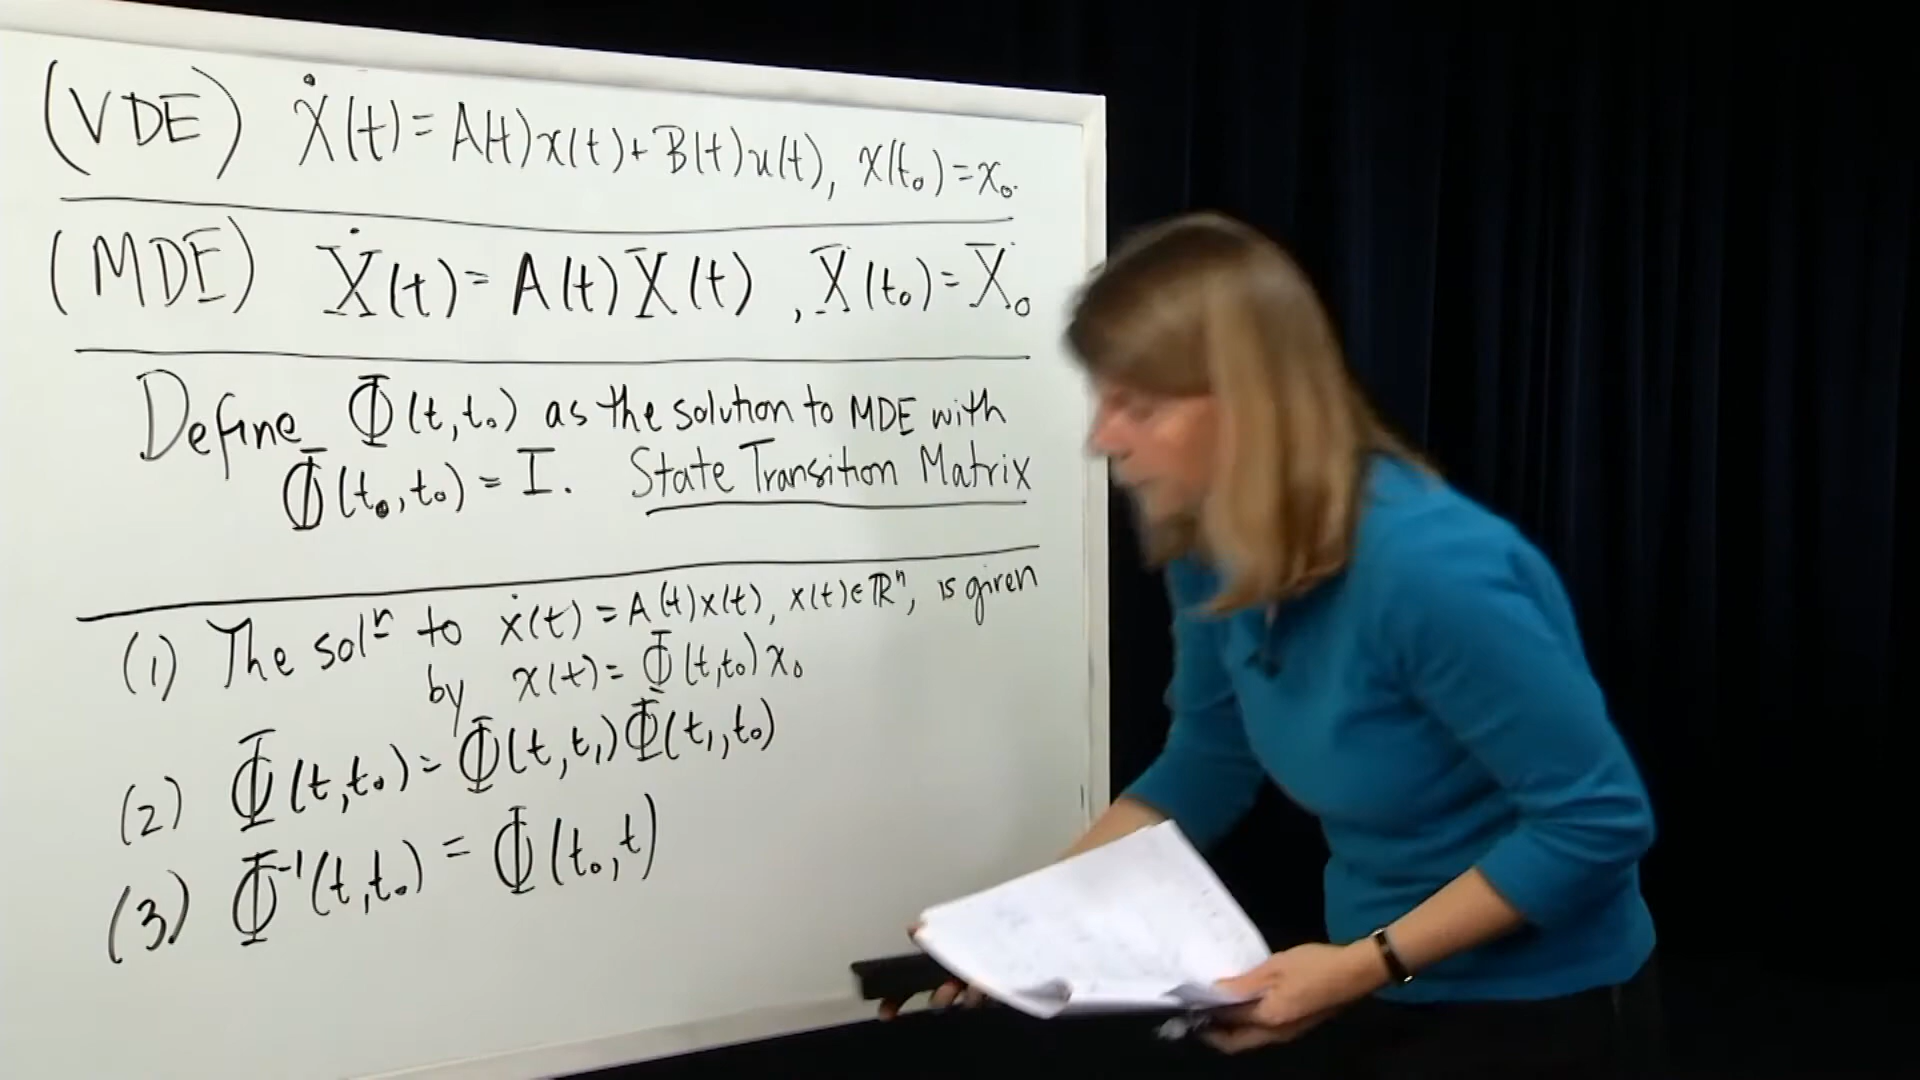 (VDE) ẋ(t) = A(t)x(t) + B(t)u(t), x(t₀) = x₀.
(MDE) Ẋ(t) = A(t)X(t), X(t₀) = X₀
Define Φ(t,t₀) as the solution to MDE with
Φ(t₀,t₀) = I. State Transition Matrix
(1) The solⁿ to ẋ(t) = A(t)x(t), x(t)∈ℝⁿ, is given
by x(t) = Φ(t,t₀)x₀
(2) Φ(t,t₀) = Φ(t,t₁)Φ(t₁,t₀)
(3) Φ⁻¹(t,t₀) = Φ(t₀,t)